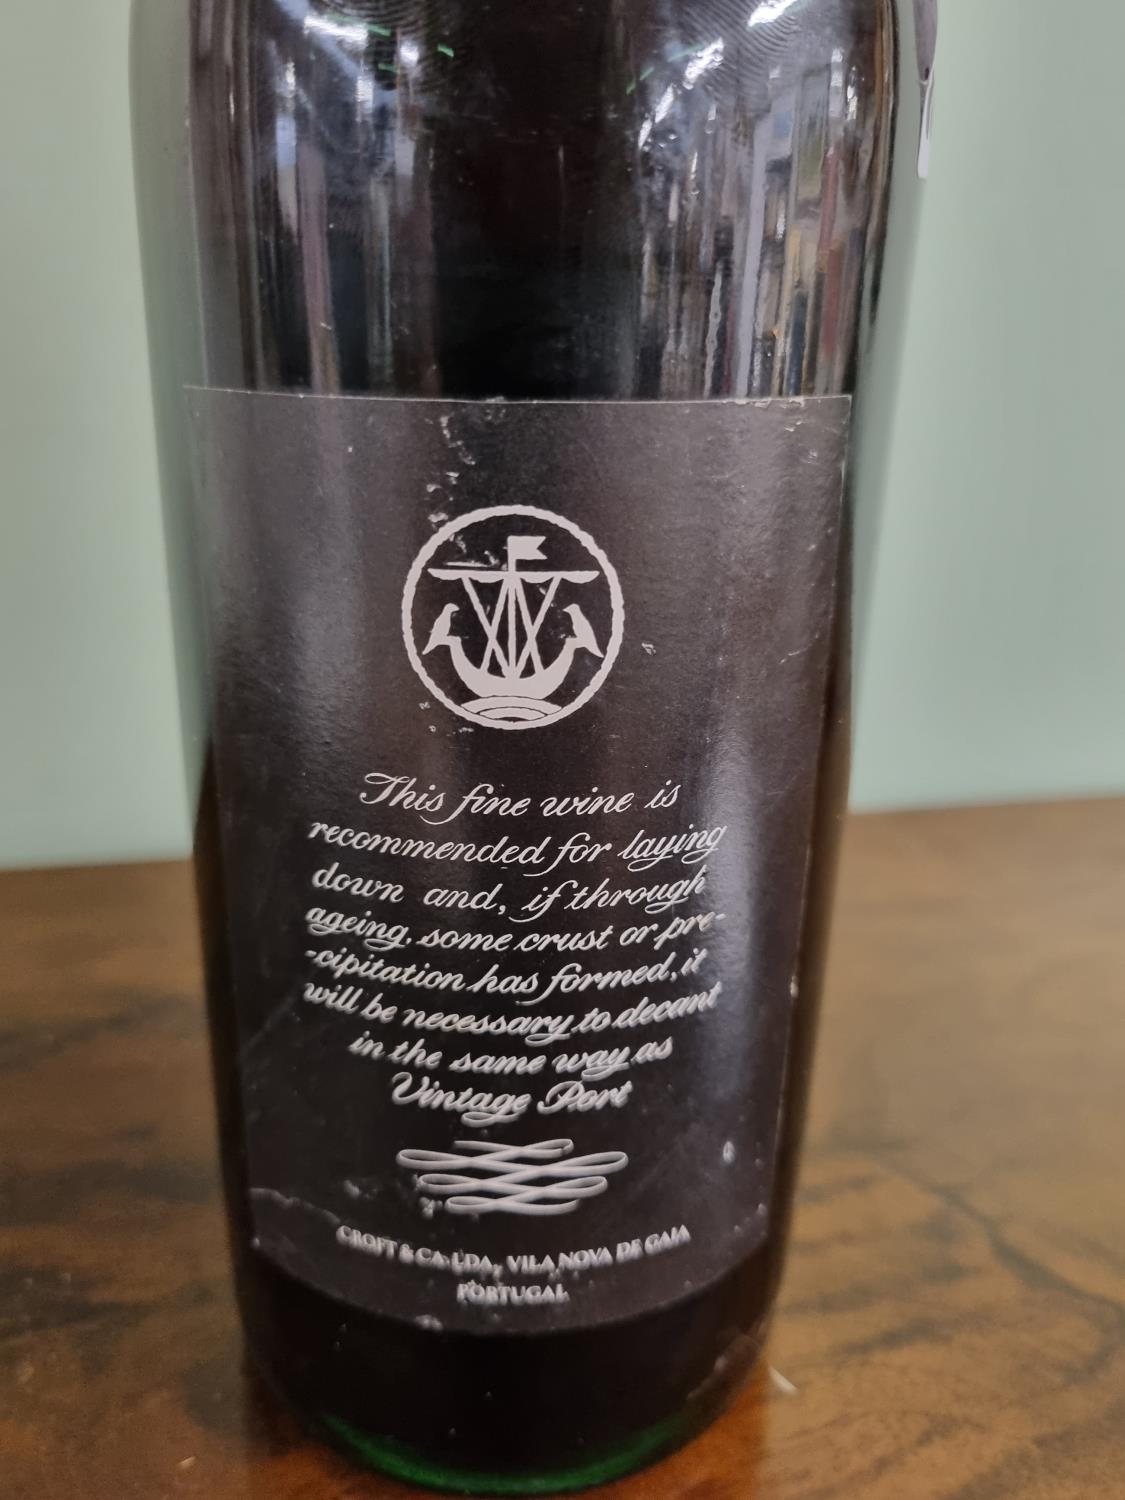 This fine wine is
recommended for laying
down and, if through
ageing, some crust or pre-
-cipitation has formed, it
will be necessary to decant
in the same way as
Vintage Port
CROFT & CA. LDA, VILA NOVA DE GAIA
PORTUGAL